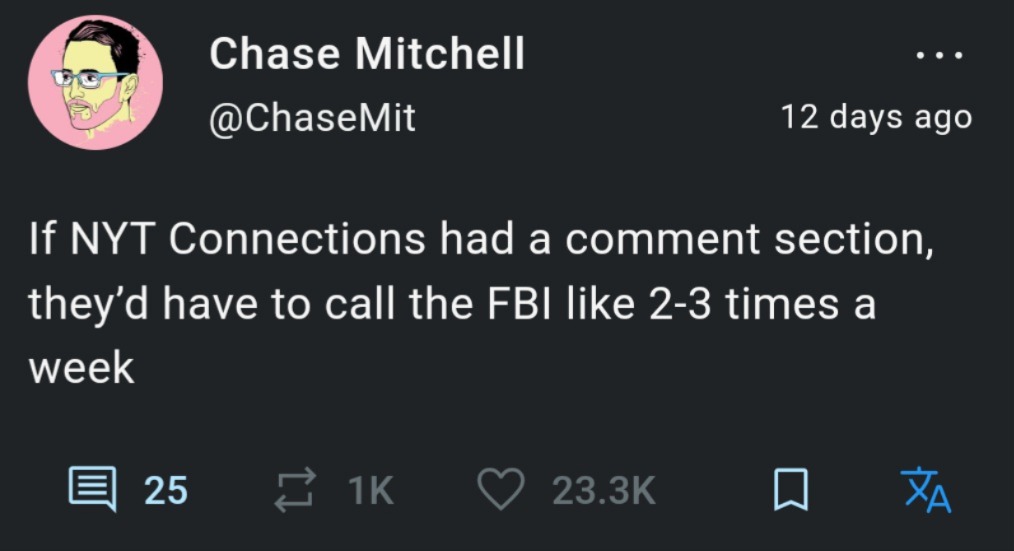 Chase Mitchell
@ChaseMit
12 days ago
If NYT Connections had a comment section,
they’d have to call the FBI like 2-3 times a
week
25 1K 23.3K